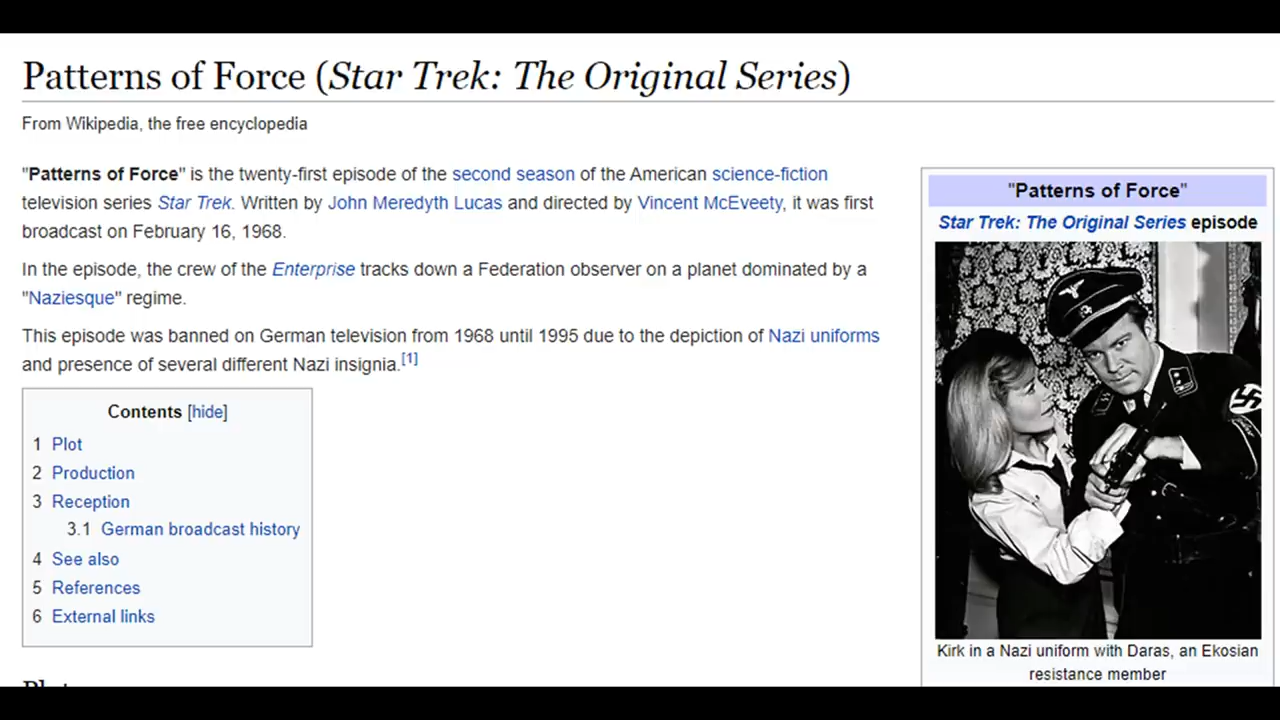 Patterns of Force (Star Trek: The Original Series)
From Wikipedia, the free encyclopedia
"Patterns of Force" is the twenty-first episode of the second season of the American science-fiction
television series Star Trek. Written by John Meredyth Lucas and directed by Vincent McEveety, it was first
broadcast on February 16, 1968.
In the episode, the crew of the Enterprise tracks down a Federation observer on a planet dominated by a
"Naziesque" regime.
This episode was banned on German television from 1968 until 1995 due to the depiction of Nazi uniforms
and presence of several different Nazi insignia.[1]
Contents [hide]
1 Plot
2 Production
3 Reception
3.1 German broadcast history
4 See also
5 References
6 External links
"Patterns of Force"
Star Trek: The Original Series episode
Kirk in a Nazi uniform with Daras, an Ekosian
resistance member